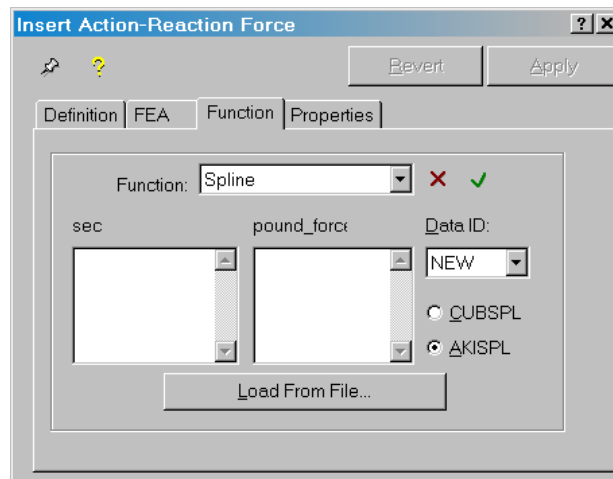 Insert Action-Reaction Force
? X
?
Revert Apply
Definition FEA Function Properties
Function: Spline
sec pound_force Data ID:
NEW
CUBSPL
AKISPL
Load From File...